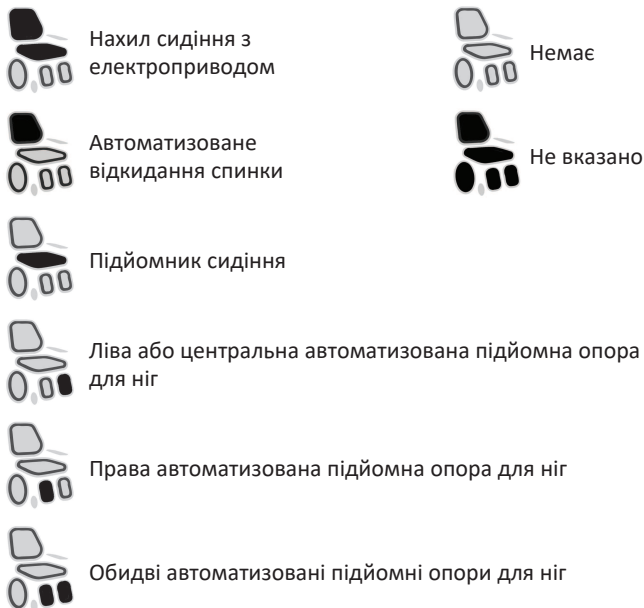 Нахил сидіння з
електроприводом
Немає
Автоматизоване
відкидання спинки
Не вказано
Підйомник сидіння
Ліва або центральна автоматизована підйомна опора
для ніг
Права автоматизована підйомна опора для ніг
Обидві автоматизовані підйомні опори для ніг